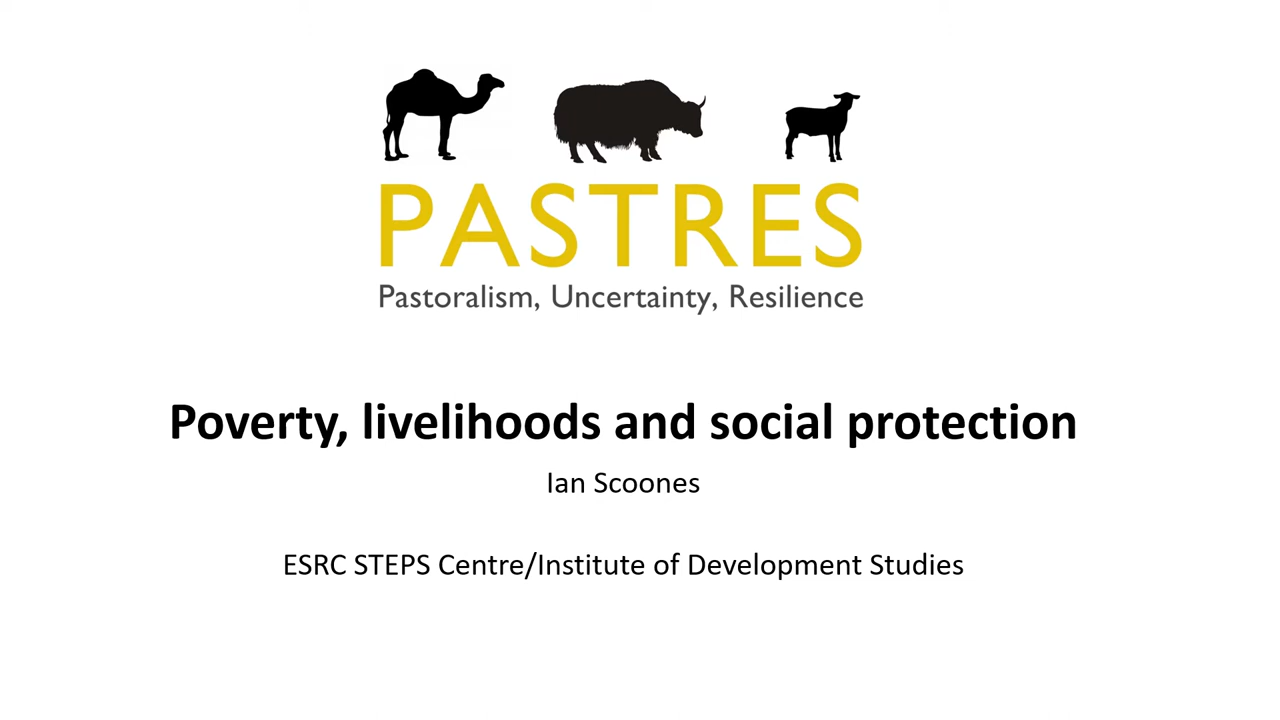 PASTRES
Pastoralism, Uncertainty, Resilience
Poverty, livelihoods and social protection
Ian Scoones
ESRC STEPS Centre/Institute of Development Studies